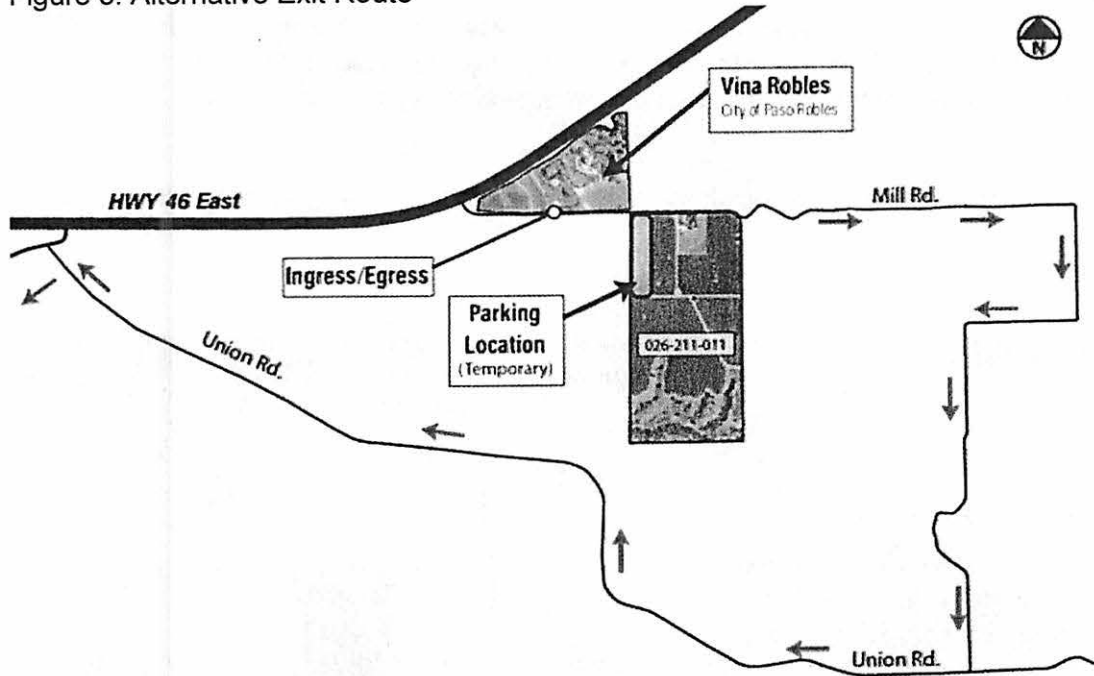 Figure 3: Alternative Exit Route
N
Vina Robles
City of Paso Robles
HWY 46 East
Mill Rd.
Ingress/Egress
Parking
Location
(Temporary)
026-211-011
Union Rd.
Union Rd.